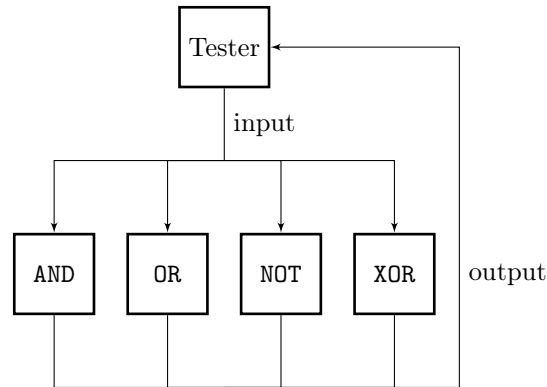 Tester
input
AND
OR
NOT
XOR
output